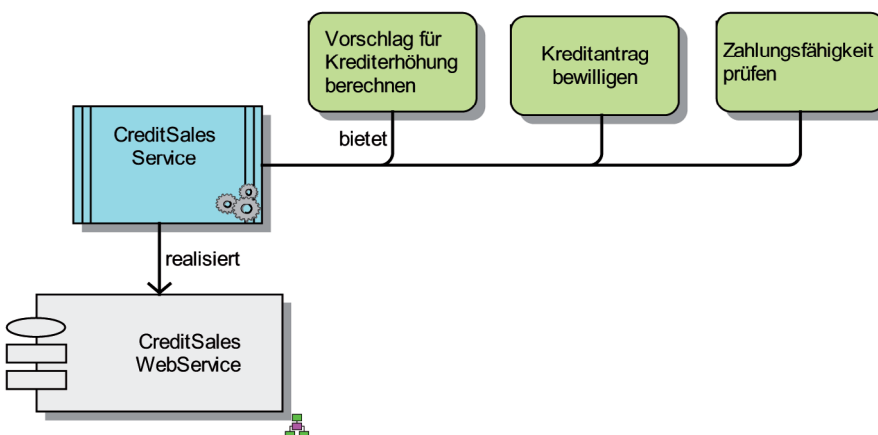 Vorschlag für
Krediterhöhung
berechnen
Kreditantrag
bewilligen
Zahlungsfähigkeit
prüfen
bietet
CreditSales
Service
realisiert
CreditSales
WebService